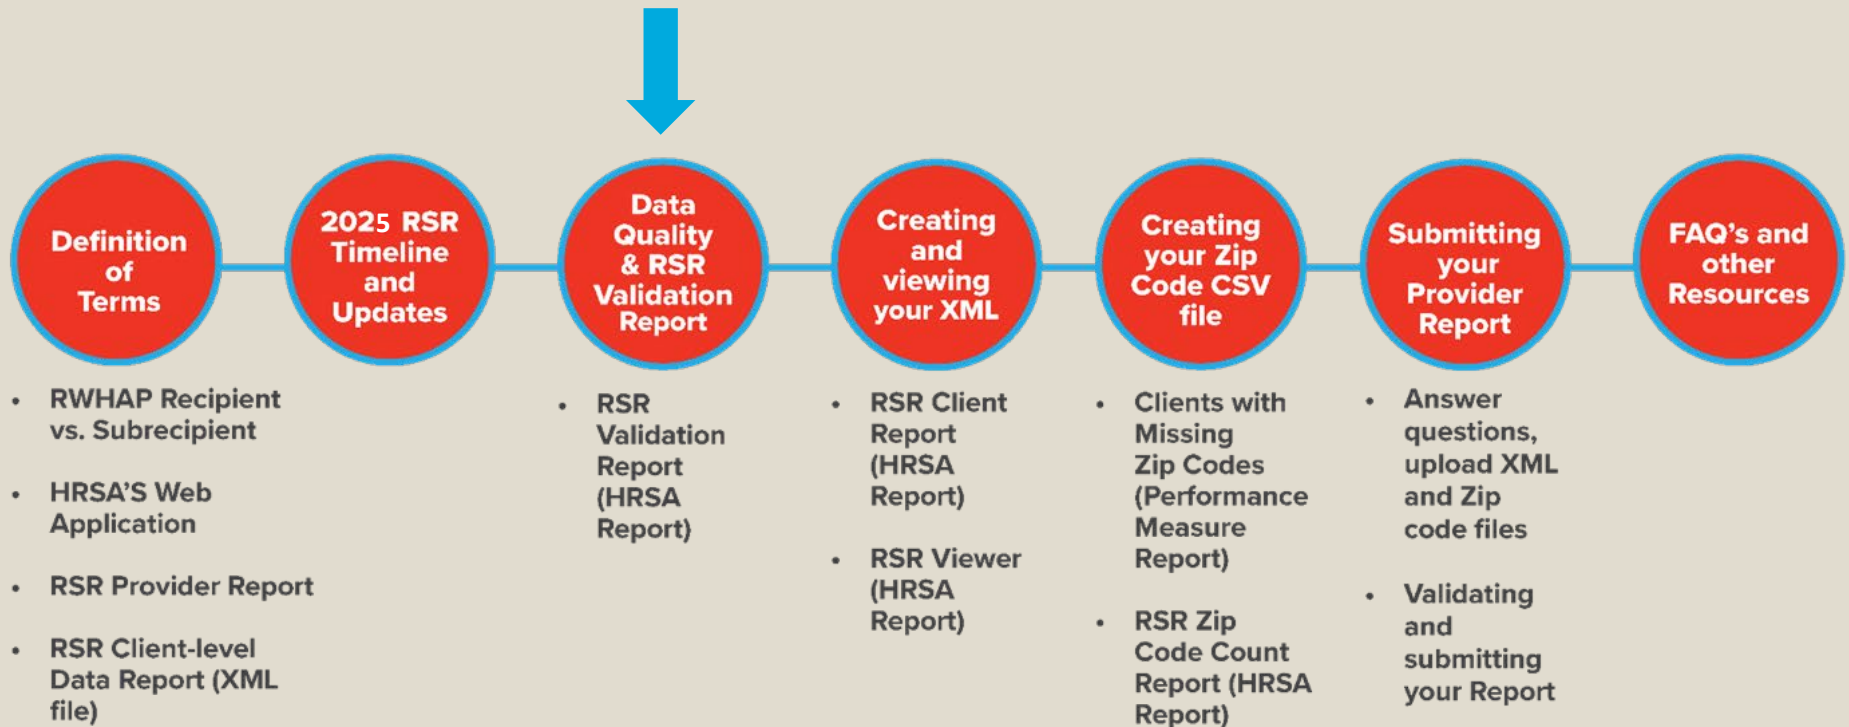 Definition
of
Terms
2025 RSR
Timeline
and
Updates
Data
Quality
& RSR
Validation
Report
Creating
and
viewing
your XML
Creating
your Zip
Code CSV
file
Submitting
your
Provider
Report
FAQ's and
other
Resources
• RWHAP Recipient
vs. Subrecipient
• HRSA'S Web
Application
• RSR Provider Report
• RSR Client-level
Data Report (XML
file)
• RSR
Validation
Report
(HRSA
Report)
• RSR Client
Report
(HRSA
Report)
• RSR Viewer
(HRSA
Report)
• Clients with
Missing
Zip Codes
(Performance
Measure
Report)
• RSR Zip
Code Count
Report (HRSA
Report)
• Answer
questions,
upload XML
and Zip
code files
• Validating
and
submitting
your Report